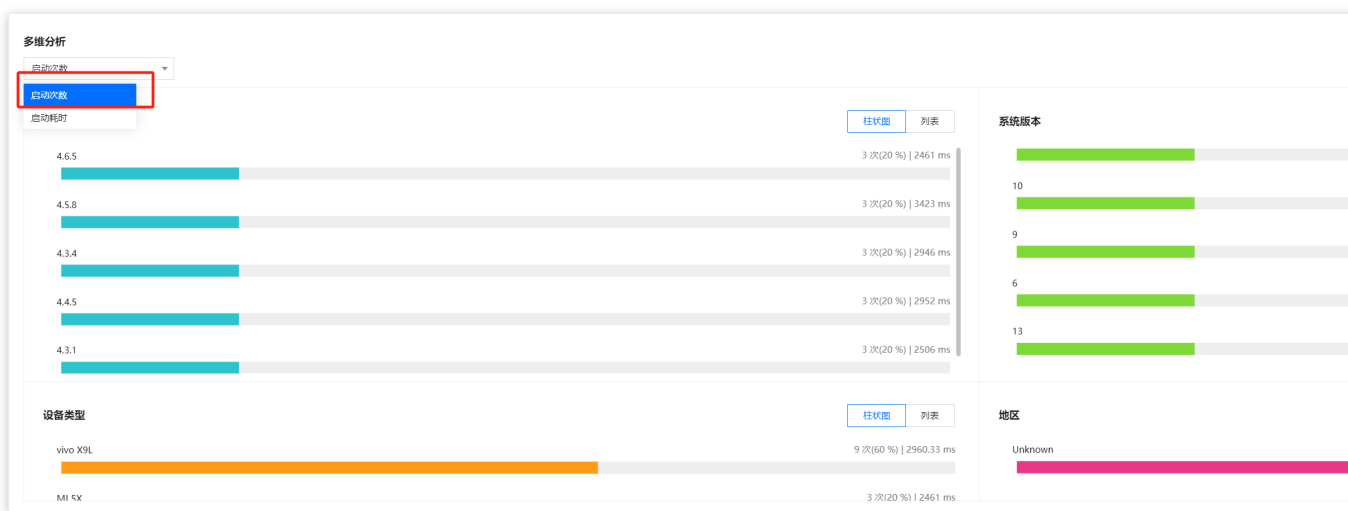 多维分析
启动次数
启动次数
启动耗时
柱状图 列表
4.6.5 3 次(20 %) | 2461 ms
4.5.8 3 次(20 %) | 3423 ms
4.3.4 3 次(20 %) | 2946 ms
4.4.5 3 次(20 %) | 2952 ms
4.3.1 3 次(20 %) | 2506 ms
系统版本
10
9
6
13
设备类型 柱状图 列表
vivo X9L 9 次(60 %) | 2960.33 ms
MI 5X 3 次(20 %) | 2461 ms
地区
Unknown